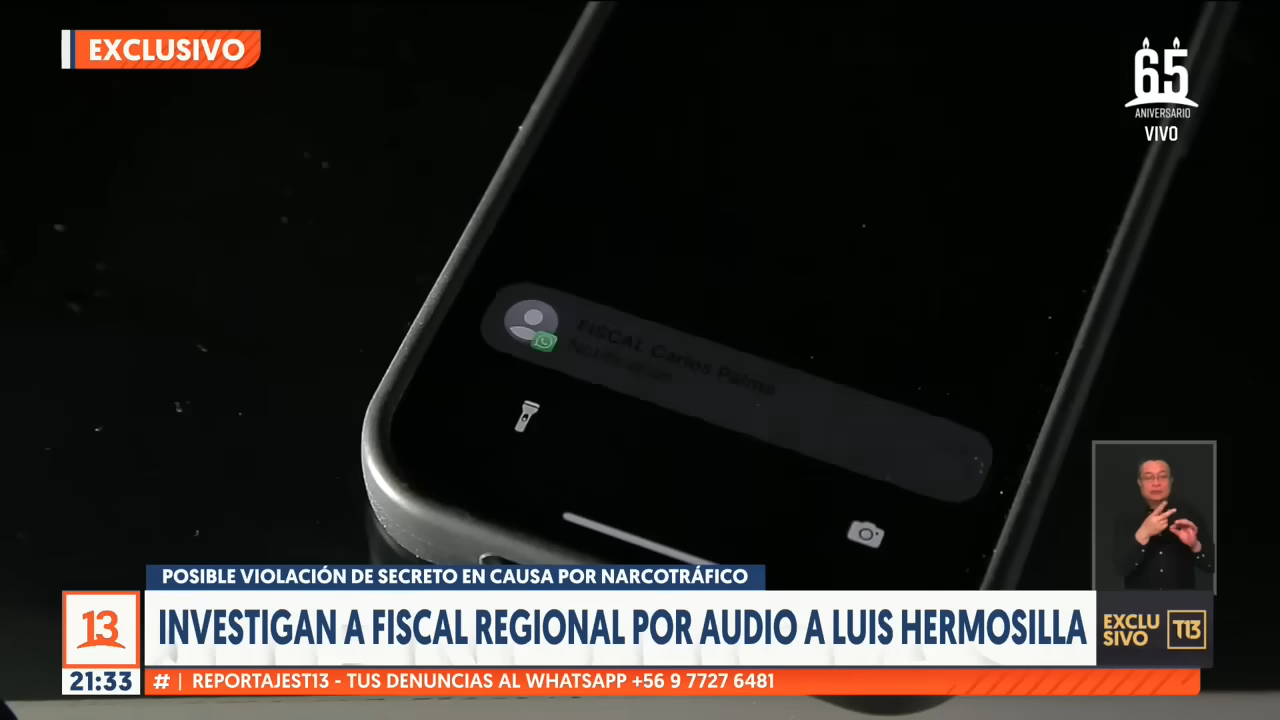 EXCLUSIVO
65
ANIVERSARIO
VIVO
FISCAL Carlos Palma
POSIBLE VIOLACIÓN DE SECRETO EN CAUSA POR NARCOTRÁFICO
13
INVESTIGAN A FISCAL REGIONAL POR AUDIO A LUIS HERMOSILLA
EXCLU
SIVO
T13
21:33
# | REPORTAJEST13 - TUS DENUNCIAS AL WHATSAPP +56 9 7727 6481